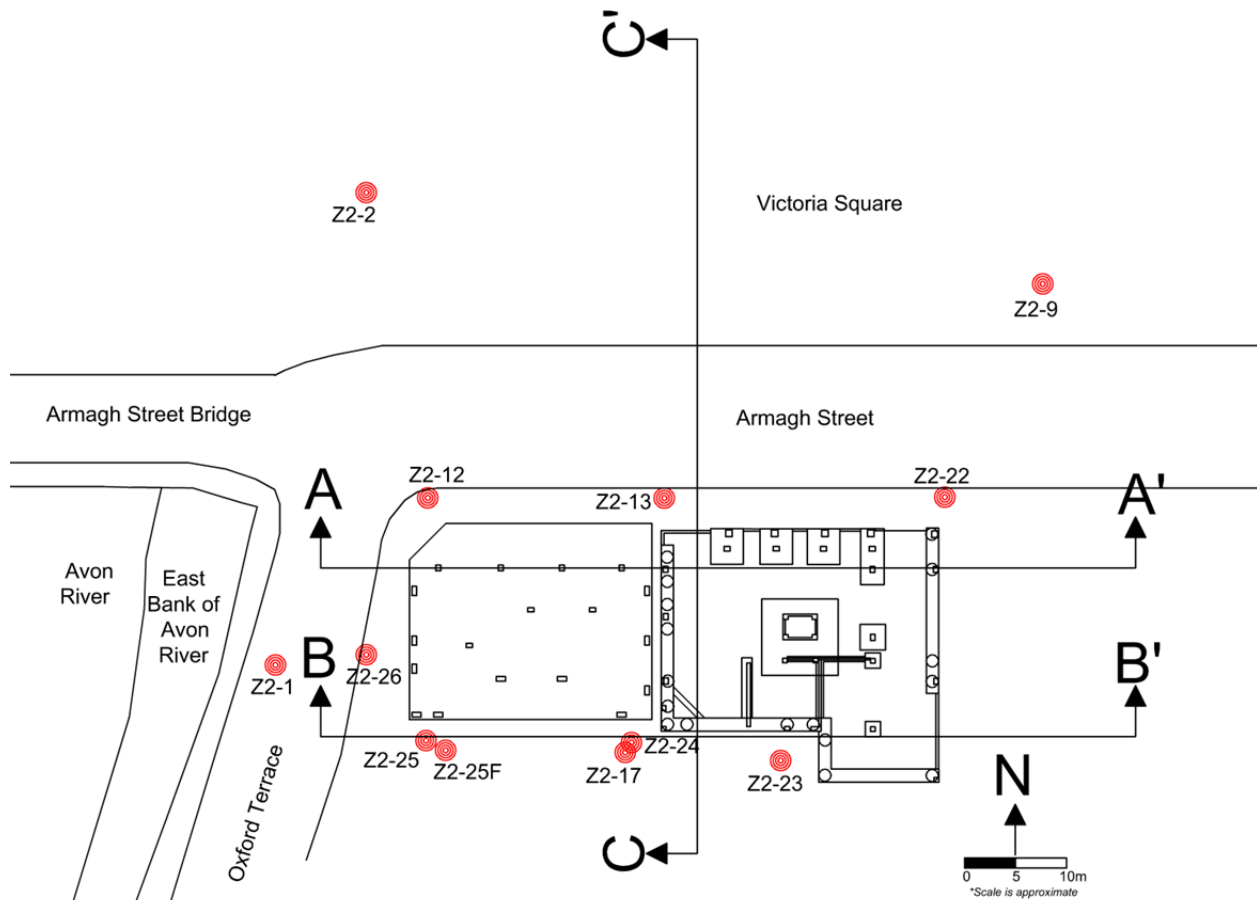 C'
Z2-2
Victoria Square
Z2-9
Armagh Street Bridge
Armagh Street
A
Z2-12
Z2-13
Z2-22
A'
Avon
River
East
Bank of
Avon
River
Z2-1
B
Z2-26
B'
Z2-25
Z2-25F
Z2-24
Z2-17
Z2-23
Oxford Terrace
C
N
0 5 10m
*Scale is approximate